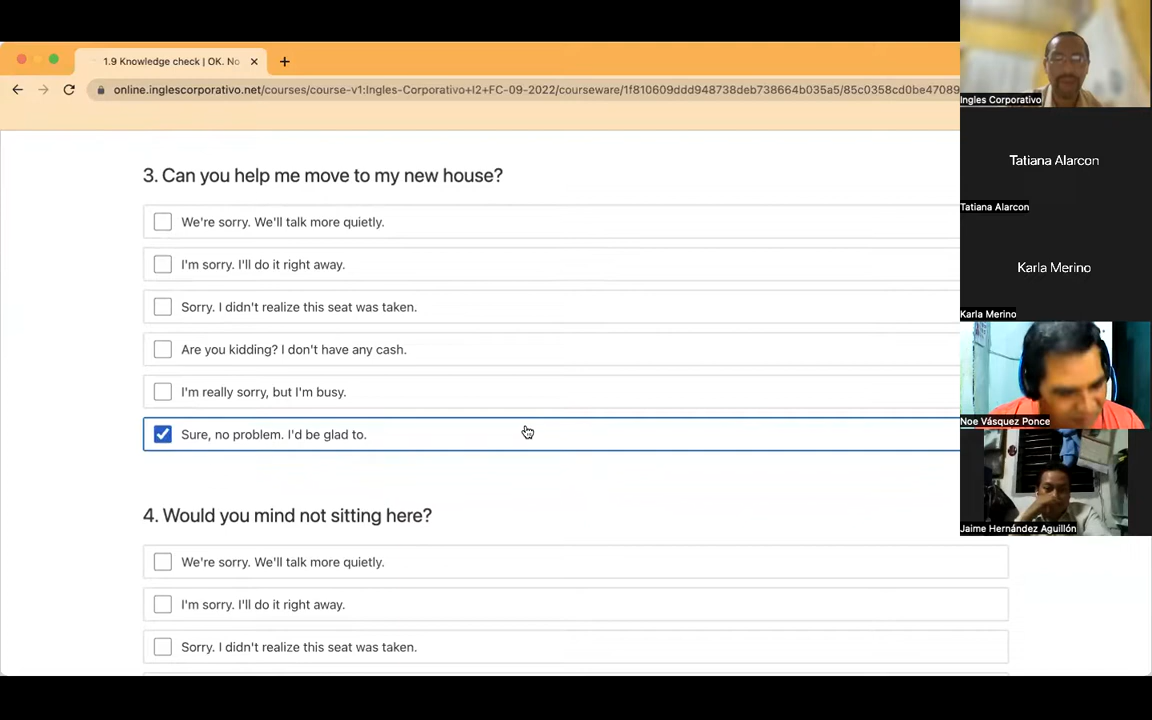 1.9 Knowledge check | OK. No
online.inglescorporativo.net/courses/course-v1:Ingles-Corporativo+I2+FC-09-2022/courseware/1f810609ddd948738deb738664b035a5/85c0358cd0be47089
3. Can you help me move to my new house?
We're sorry. We'll talk more quietly.
I'm sorry. I'll do it right away.
Sorry. I didn't realize this seat was taken.
Are you kidding? I don't have any cash.
I'm really sorry, but I'm busy.
Sure, no problem. I'd be glad to.
4. Would you mind not sitting here?
We're sorry. We'll talk more quietly.
I'm sorry. I'll do it right away.
Sorry. I didn't realize this seat was taken.
Ingles Corporativo
Tatiana Alarcon
Tatiana Alarcon
Karla Merino
Karla Merino
Noe Vásquez Ponce
Jaime Hernández Aguillón